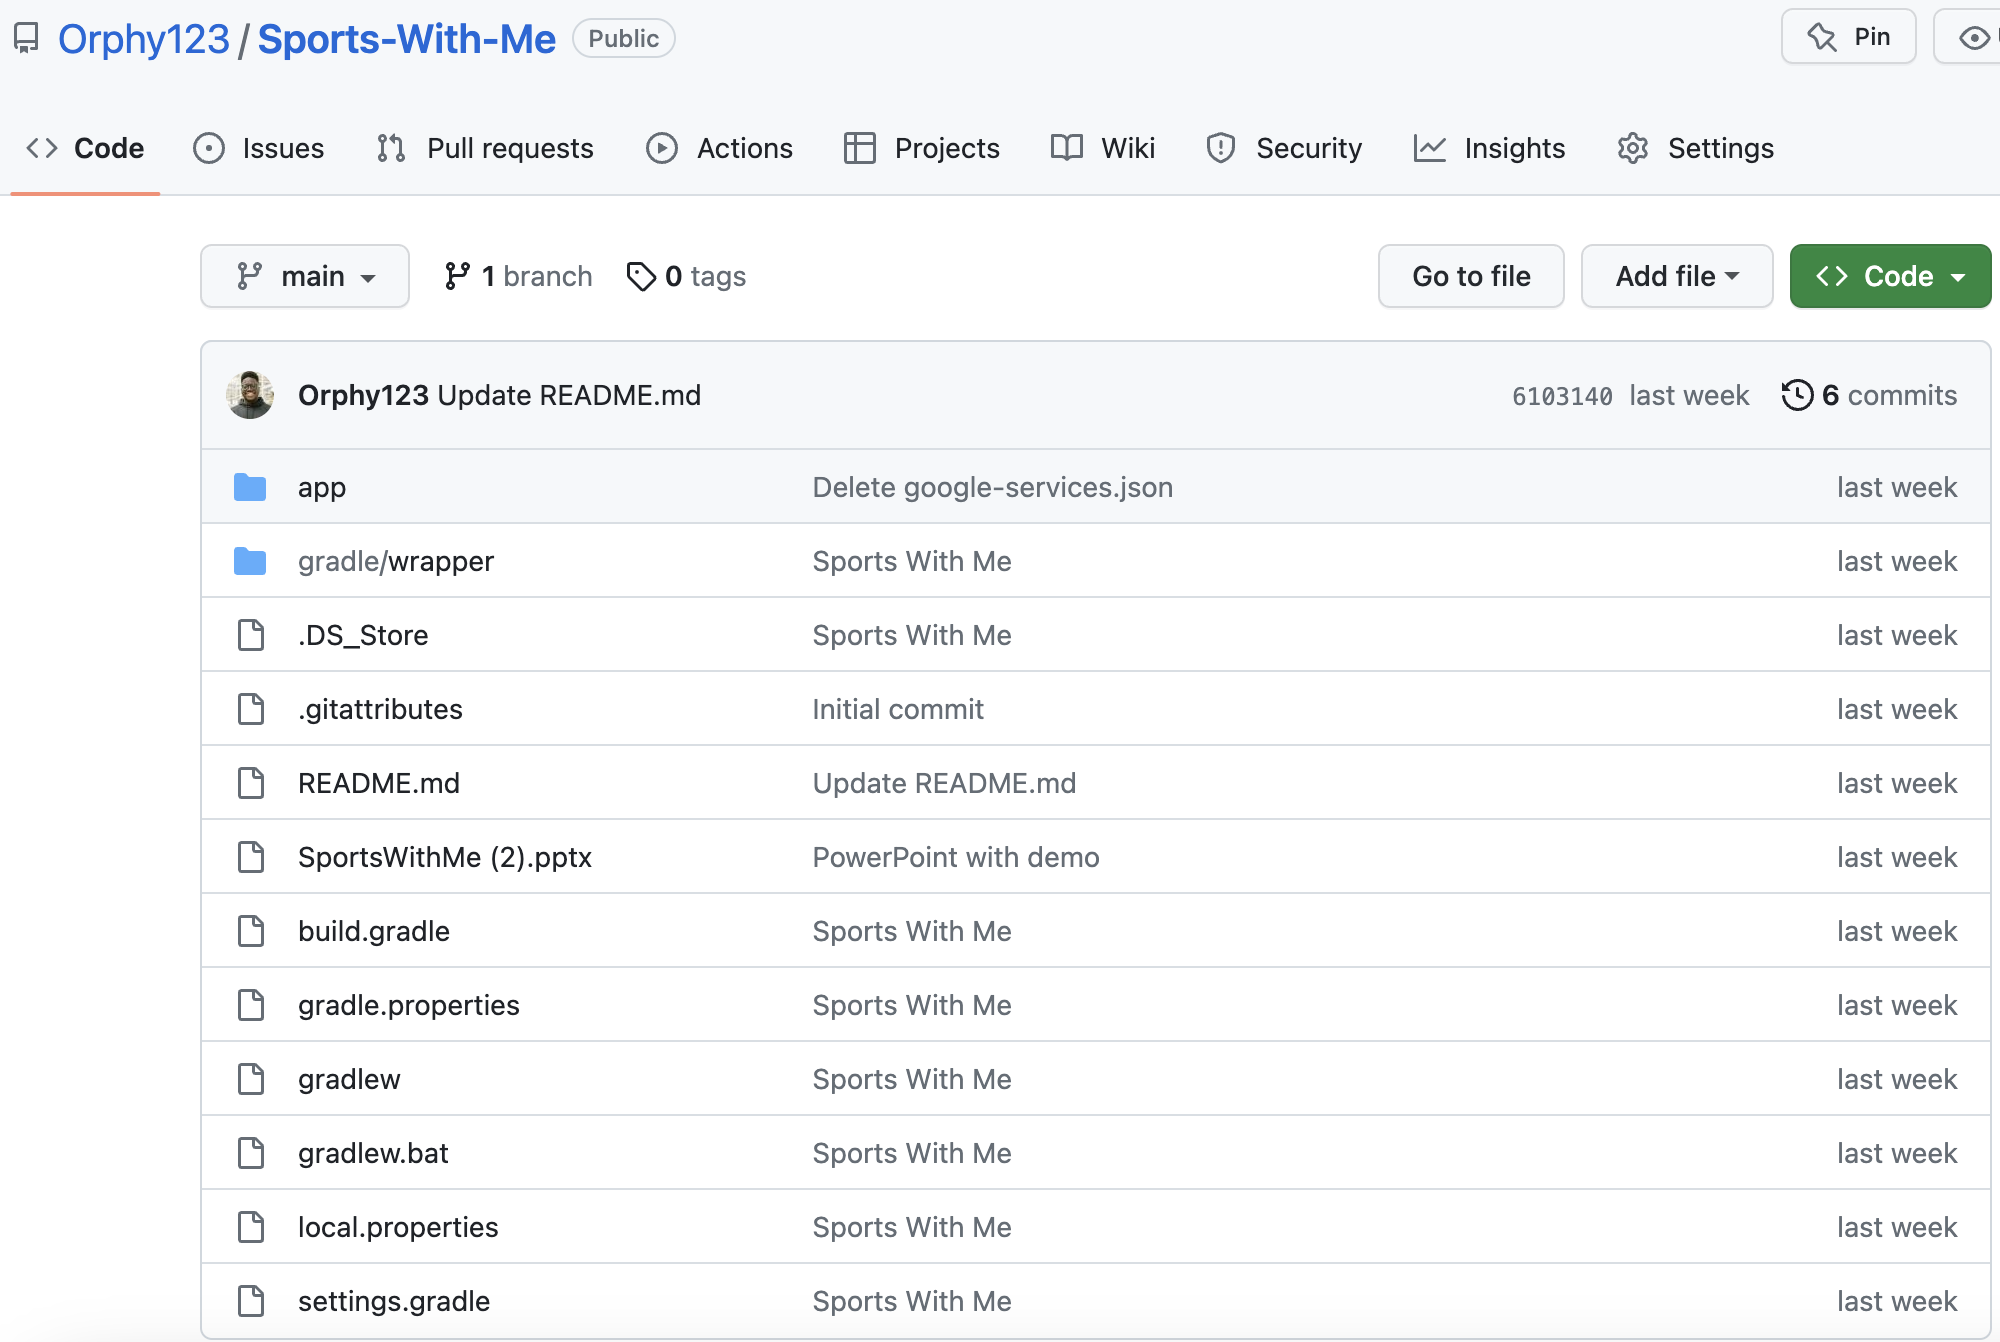 Orphy123 / Sports-With-Me Public Pin
Code Issues Pull requests Actions Projects Wiki Security Insights Settings
main 1 branch 0 tags Go to file Add file Code
Orphy123 Update README.md 6103140 last week 6 commits
app Delete google-services.json last week
gradle/wrapper Sports With Me last week
.DS_Store Sports With Me last week
.gitattributes Initial commit last week
README.md Update README.md last week
SportsWithMe (2).pptx PowerPoint with demo last week
build.gradle Sports With Me last week
gradle.properties Sports With Me last week
gradlew Sports With Me last week
gradlew.bat Sports With Me last week
local.properties Sports With Me last week
settings.gradle Sports With Me last week